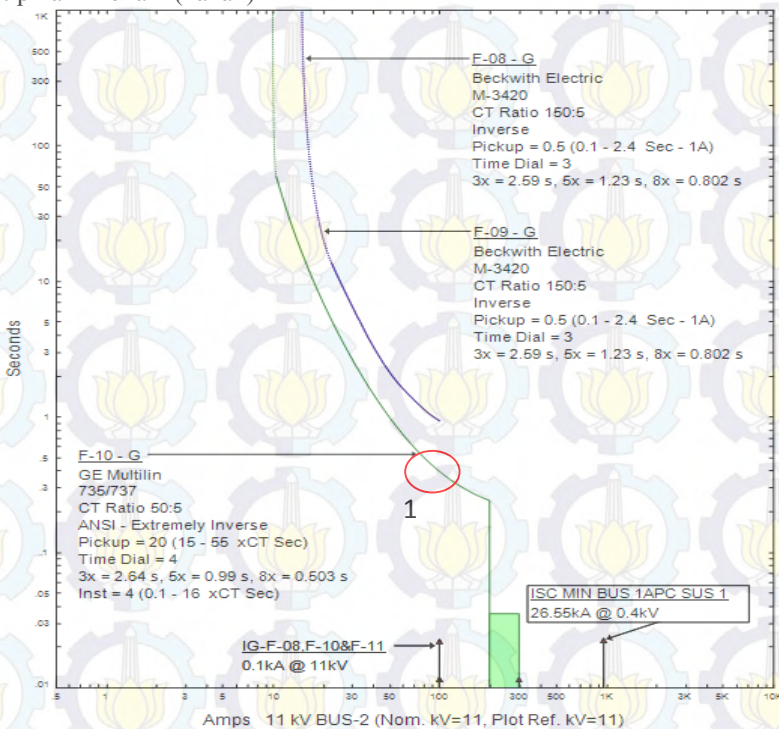 1K
500
300
100
50
30
10
5
3
1
.5
.3
.1
.05
.03
.01
Seconds
F-08 - G
Beckwith Electric
M-3420
CT Ratio 150:5
Inverse
Pickup = 0.5 (0.1 - 2.4 Sec - 1A)
Time Dial = 3
3x = 2.59 s, 5x = 1.23 s, 8x = 0.802 s
F-09 - G
Beckwith Electric
M-3420
CT Ratio 150:5
Inverse
Pickup = 0.5 (0.1 - 2.4 Sec - 1A)
Time Dial = 3
3x = 2.59 s, 5x = 1.23 s, 8x = 0.802 s
F-10 - G
GE Multilin
735/737
CT Ratio 50:5
ANSI - Extremely Inverse
Pickup = 20 (15 - 55 xCT Sec)
Time Dial = 4
3x = 2.64 s, 5x = 0.99 s, 8x = 0.503 s
Inst = 4 (0.1 - 16 xCT Sec)
1
ISC MIN BUS 1APC SUS 1
26.55kA @ 0.4kV
IG-F-08,F-10&F-11
0.1kA @ 11kV
.5 1 3 5 10 30 50 100 300 500 1K 3K 5K 10K
Amps 11 kV BUS-2 (Nom. kV=11, Plot Ref. kV=11)